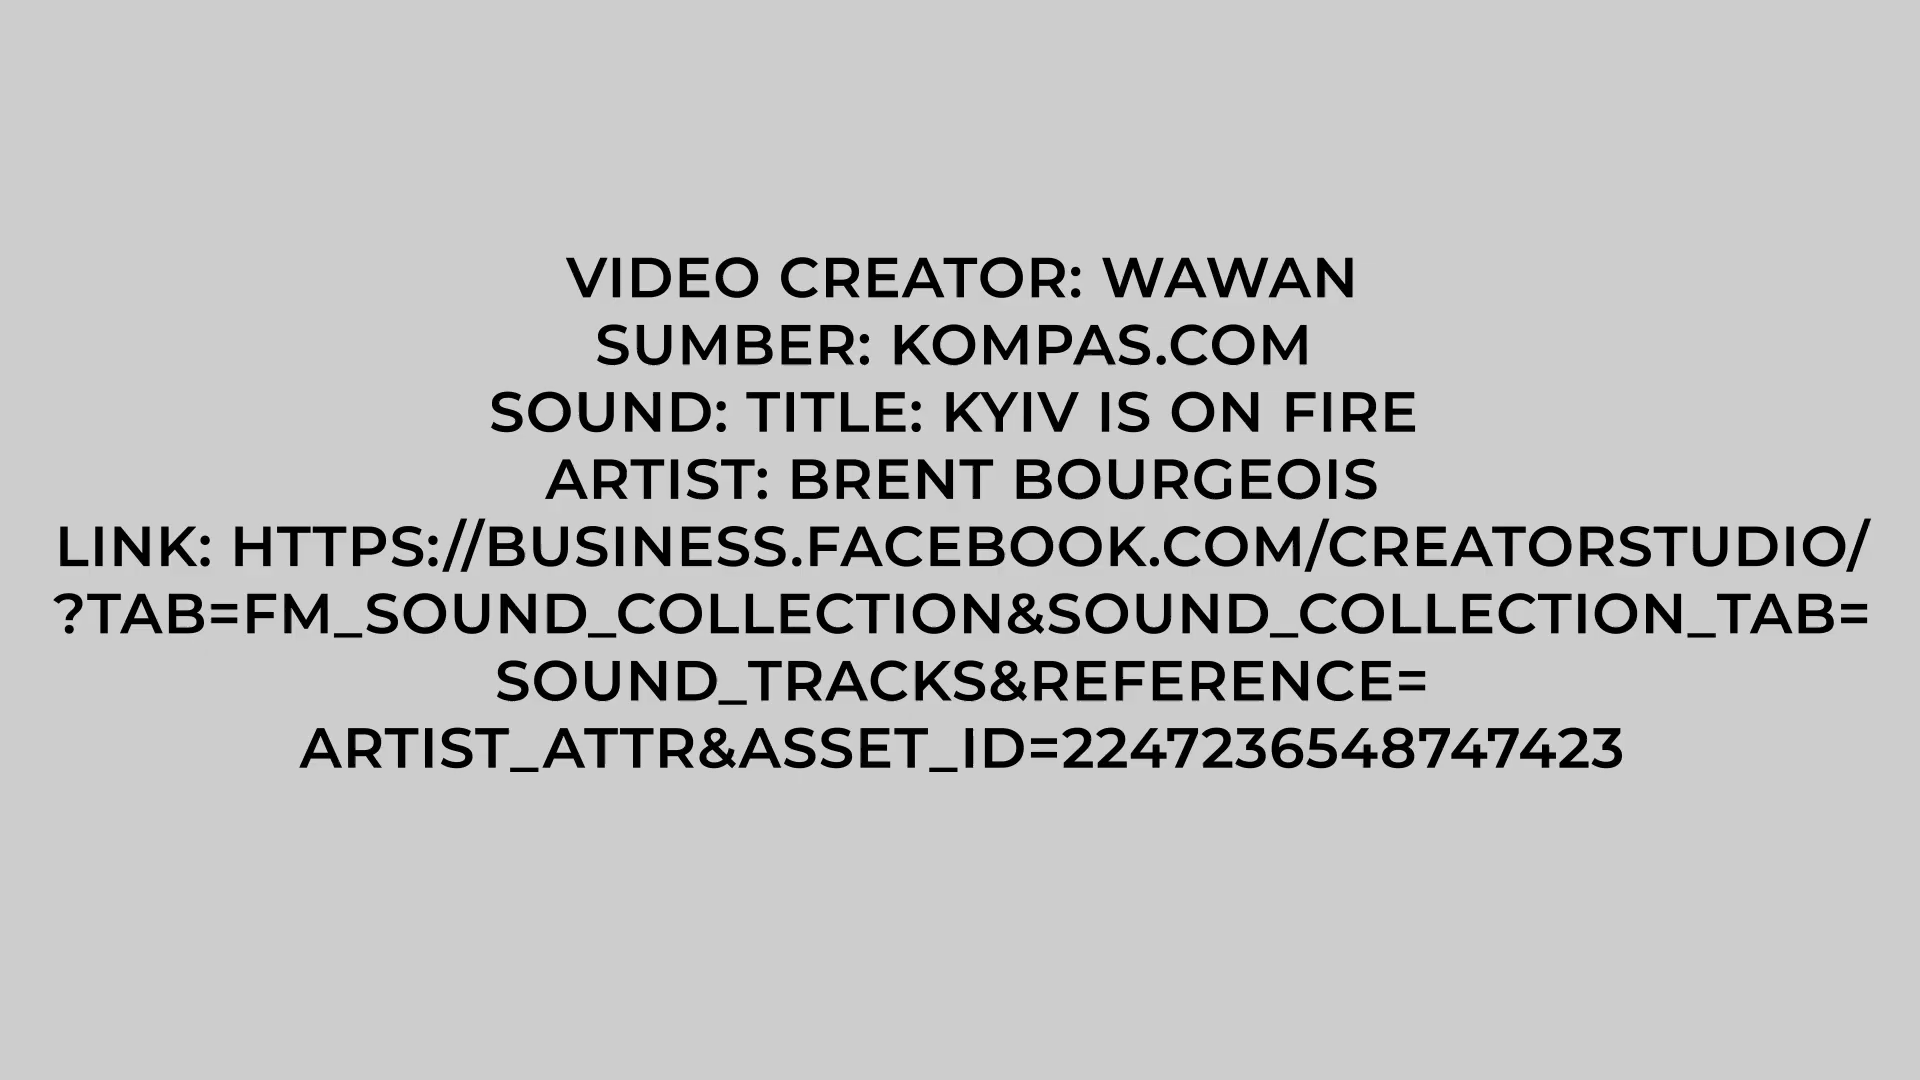 VIDEO CREATOR: WAWAN
SUMBER: KOMPAS.COM
SOUND: TITLE: KYIV IS ON FIRE
ARTIST: BRENT BOURGEOIS
LINK: HTTPS://BUSINESS.FACEBOOK.COM/CREATORSTUDIO/
?TAB=FM_SOUND_COLLECTION&SOUND_COLLECTION_TAB=
SOUND_TRACKS&REFERENCE=
ARTIST_ATTR&ASSET_ID=2247236548747423